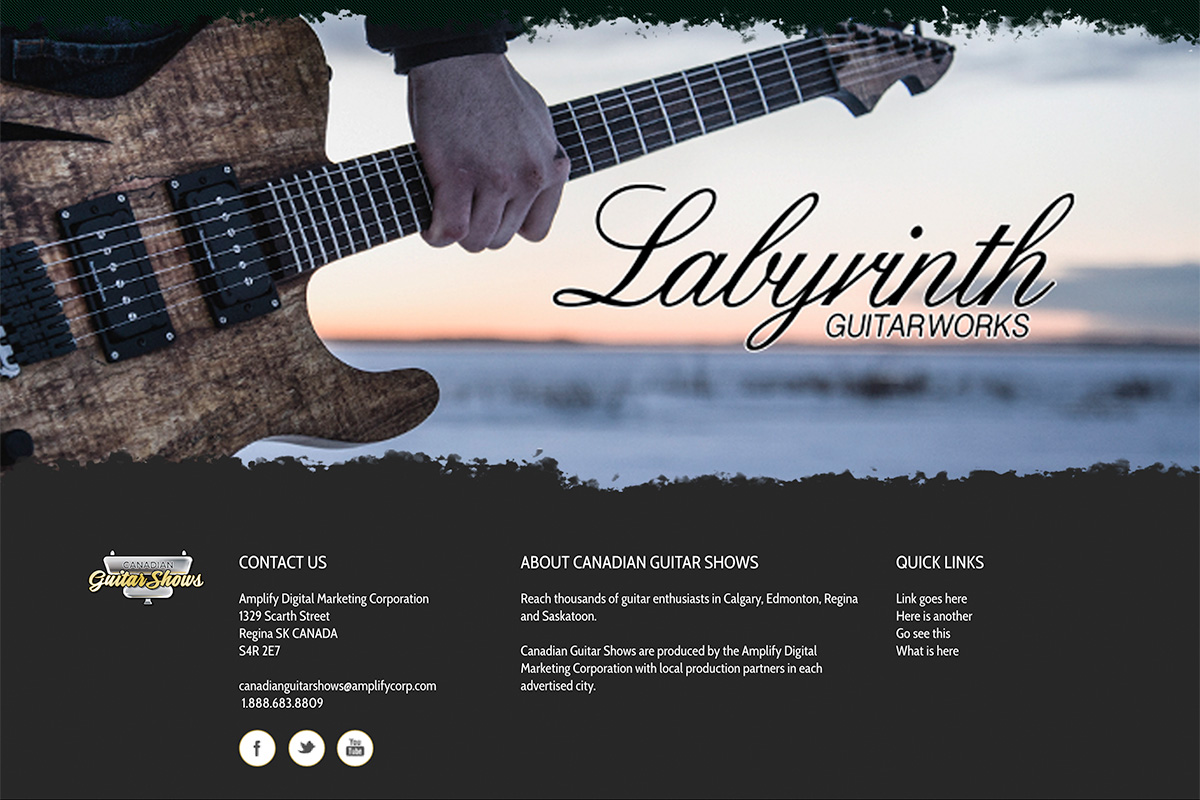 Labyrinth
GUITARWORKS
CANADIAN
Guitar Shows
CONTACT US
Amplify Digital Marketing Corporation
1329 Scarth Street
Regina SK CANADA
S4R 2E7
canadianguitarshows@amplifycorp.com
1.888.683.8809
f
You
Tube
ABOUT CANADIAN GUITAR SHOWS
Reach thousands of guitar enthusiasts in Calgary, Edmonton, Regina
and Saskatoon.
Canadian Guitar Shows are produced by the Amplify Digital
Marketing Corporation with local production partners in each
advertised city.
QUICK LINKS
Link goes here
Here is another
Go see this
What is here